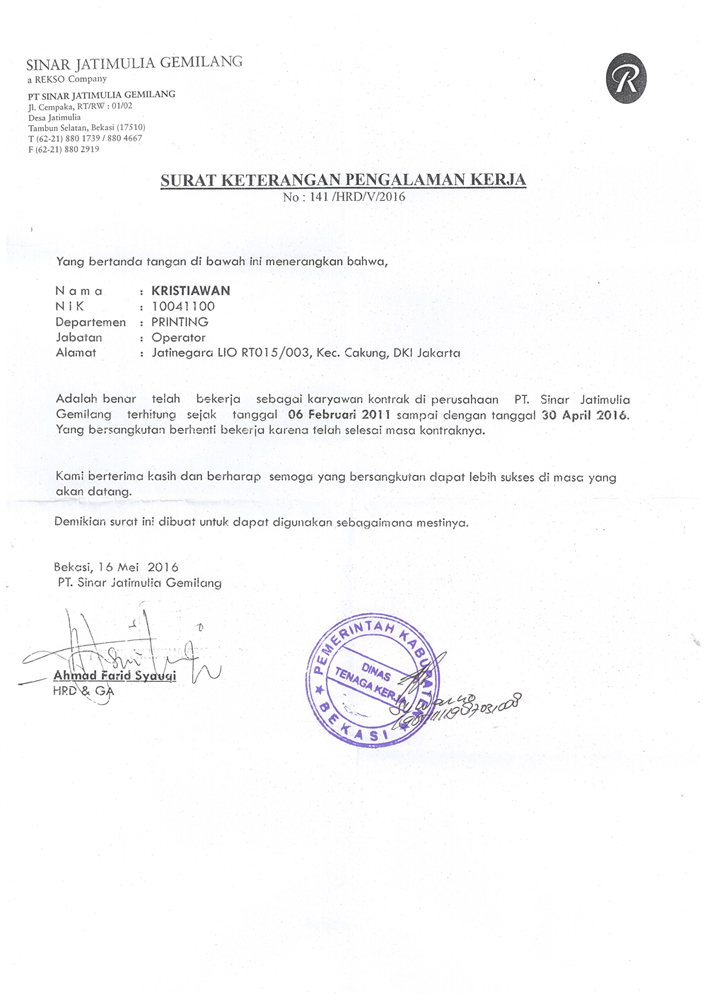 SINAR JATIMULIA GEMILANG
a REKSO Company
PT SINAR JATIMULIA GEMILANG
Jl. Cempaka, RT/RW : 01/02
Desa Jatimulia
Tambun Selatan, Bekasi (17510)
T (62-21) 880 1739 / 880 4667
F (62-21) 880 2919
R
SURAT KETERANGAN PENGALAMAN KERJA
No : 141 /HRD/V/2016
Yang bertanda tangan di bawah ini menerangkan bahwa,
N a m a : KRISTIAWAN
N I K : 10041100
Departemen : PRINTING
Jabatan : Operator
Alamat : Jatinegara LIO RT015/003, Kec. Cakung, DKI Jakarta
Adalah benar telah bekerja sebagai karyawan kontrak di perusahaan PT. Sinar Jatimulia
Gemilang terhitung sejak tanggal 06 Februari 2011 sampai dengan tanggal 30 April 2016.
Yang bersangkutan berhenti bekerja karena telah selesai masa kontraknya.
Kami berterima kasih dan berharap semoga yang bersangkutan dapat lebih sukses di masa yang
akan datang.
Demikian surat ini dibuat untuk dapat digunakan sebagaimana mestinya.
Bekasi, 16 Mei 2016
PT. Sinar Jatimulia Gemilang
Ahmad Farid Syauqi
HRD & GA
PEMERINTAH KABUPATEN
DINAS
TENAGA KERJA
BEKASI